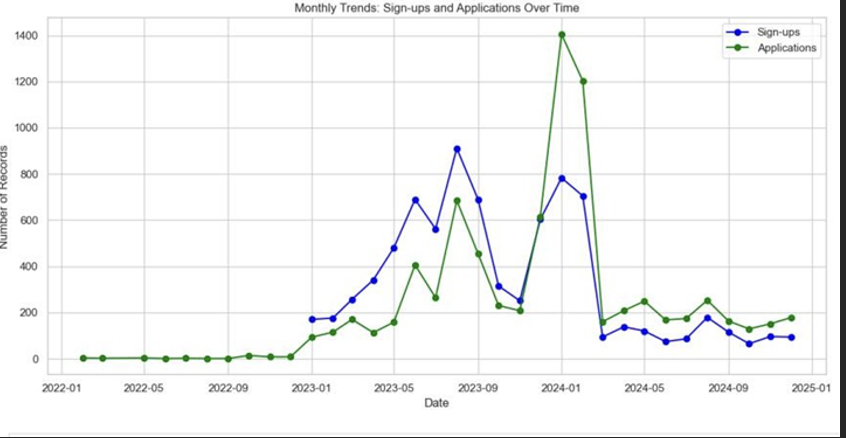 Monthly Trends: Sign-ups and Applications Over Time
Sign-ups
Applications
Number of Records
1400
1200
1000
800
600
400
200
0
2022-01 2022-05 2022-09 2023-01 2023-05 2023-09 2024-01 2024-05 2024-09 2025-01
Date